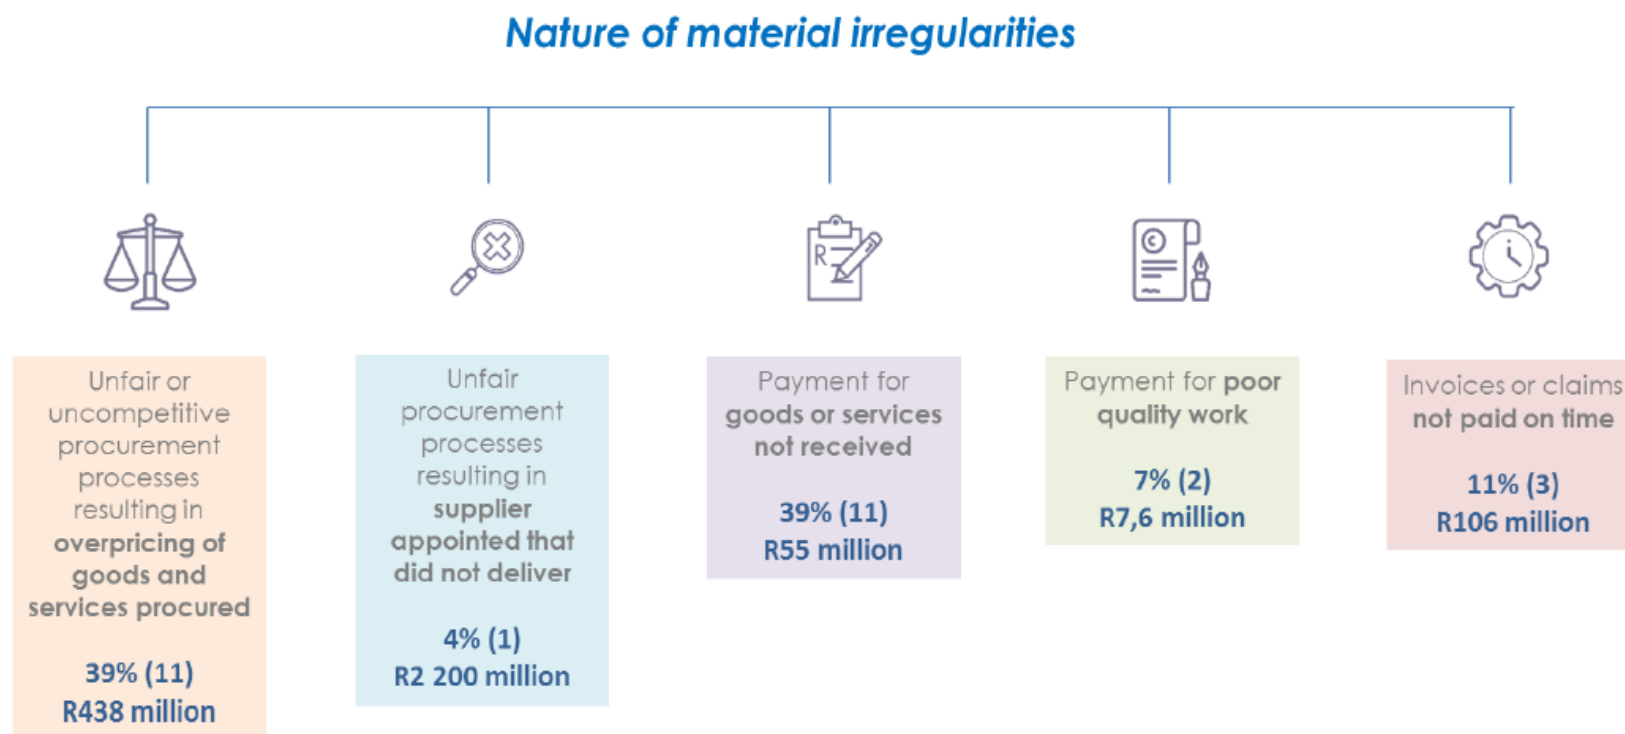 Nature of material irregularities
R
Unfair or
uncompetitive
procurement
processes
resulting in
overpricing of
goods and
services procured
39% (11)
R438 million
Unfair
procurement
processes
resulting in
supplier
appointed that
did not deliver
4% (1)
R2 200 million
Payment for
goods or services
not received
39% (11)
R55 million
Payment for poor
quality work
7% (2)
R7,6 million
Invoices or claims
not paid on time
11% (3)
R106 million